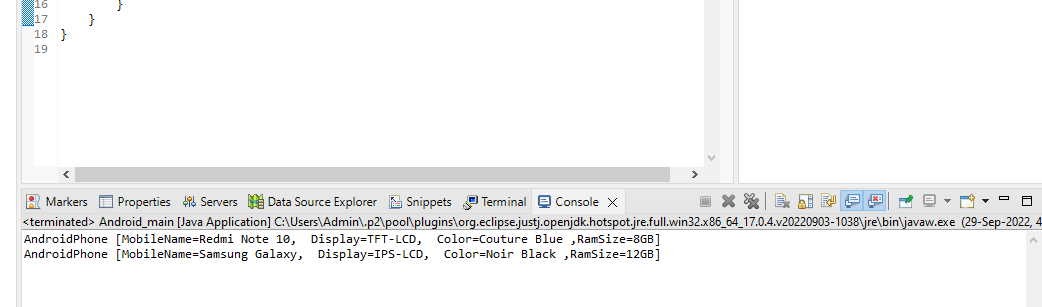 16 }
17 }
18 }
19
Markers Properties Servers Data Source Explorer Snippets Terminal Console
<terminated> Android_main [Java Application] C:\Users\Admin\.p2\pool\plugins\org.eclipse.justj.openjdk.hotspot.jre.full.win32.x86_64_17.0.4.v20220903-1038\jre\bin\javaw.exe (29-Sep-2022, 4
AndroidPhone [MobileName=Redmi Note 10,  Display=TFT-LCD,  Color=Couture Blue ,RamSize=8GB]
AndroidPhone [MobileName=Samsung Galaxy,  Display=IPS-LCD,  Color=Noir Black ,RamSize=12GB]